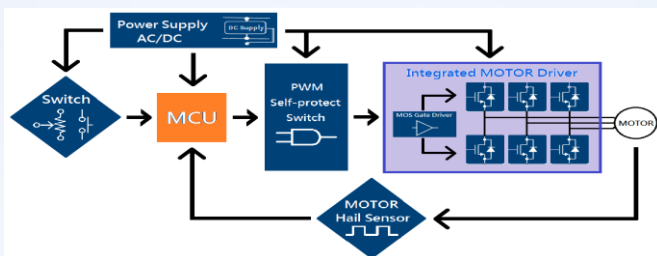 Power Supply
AC/DC
DC Supply
Switch
MCU
PWM
Self-protect
Switch
Integrated MOTOR Driver
MOS Gate Driver
MOTOR
MOTOR
Hail Sensor